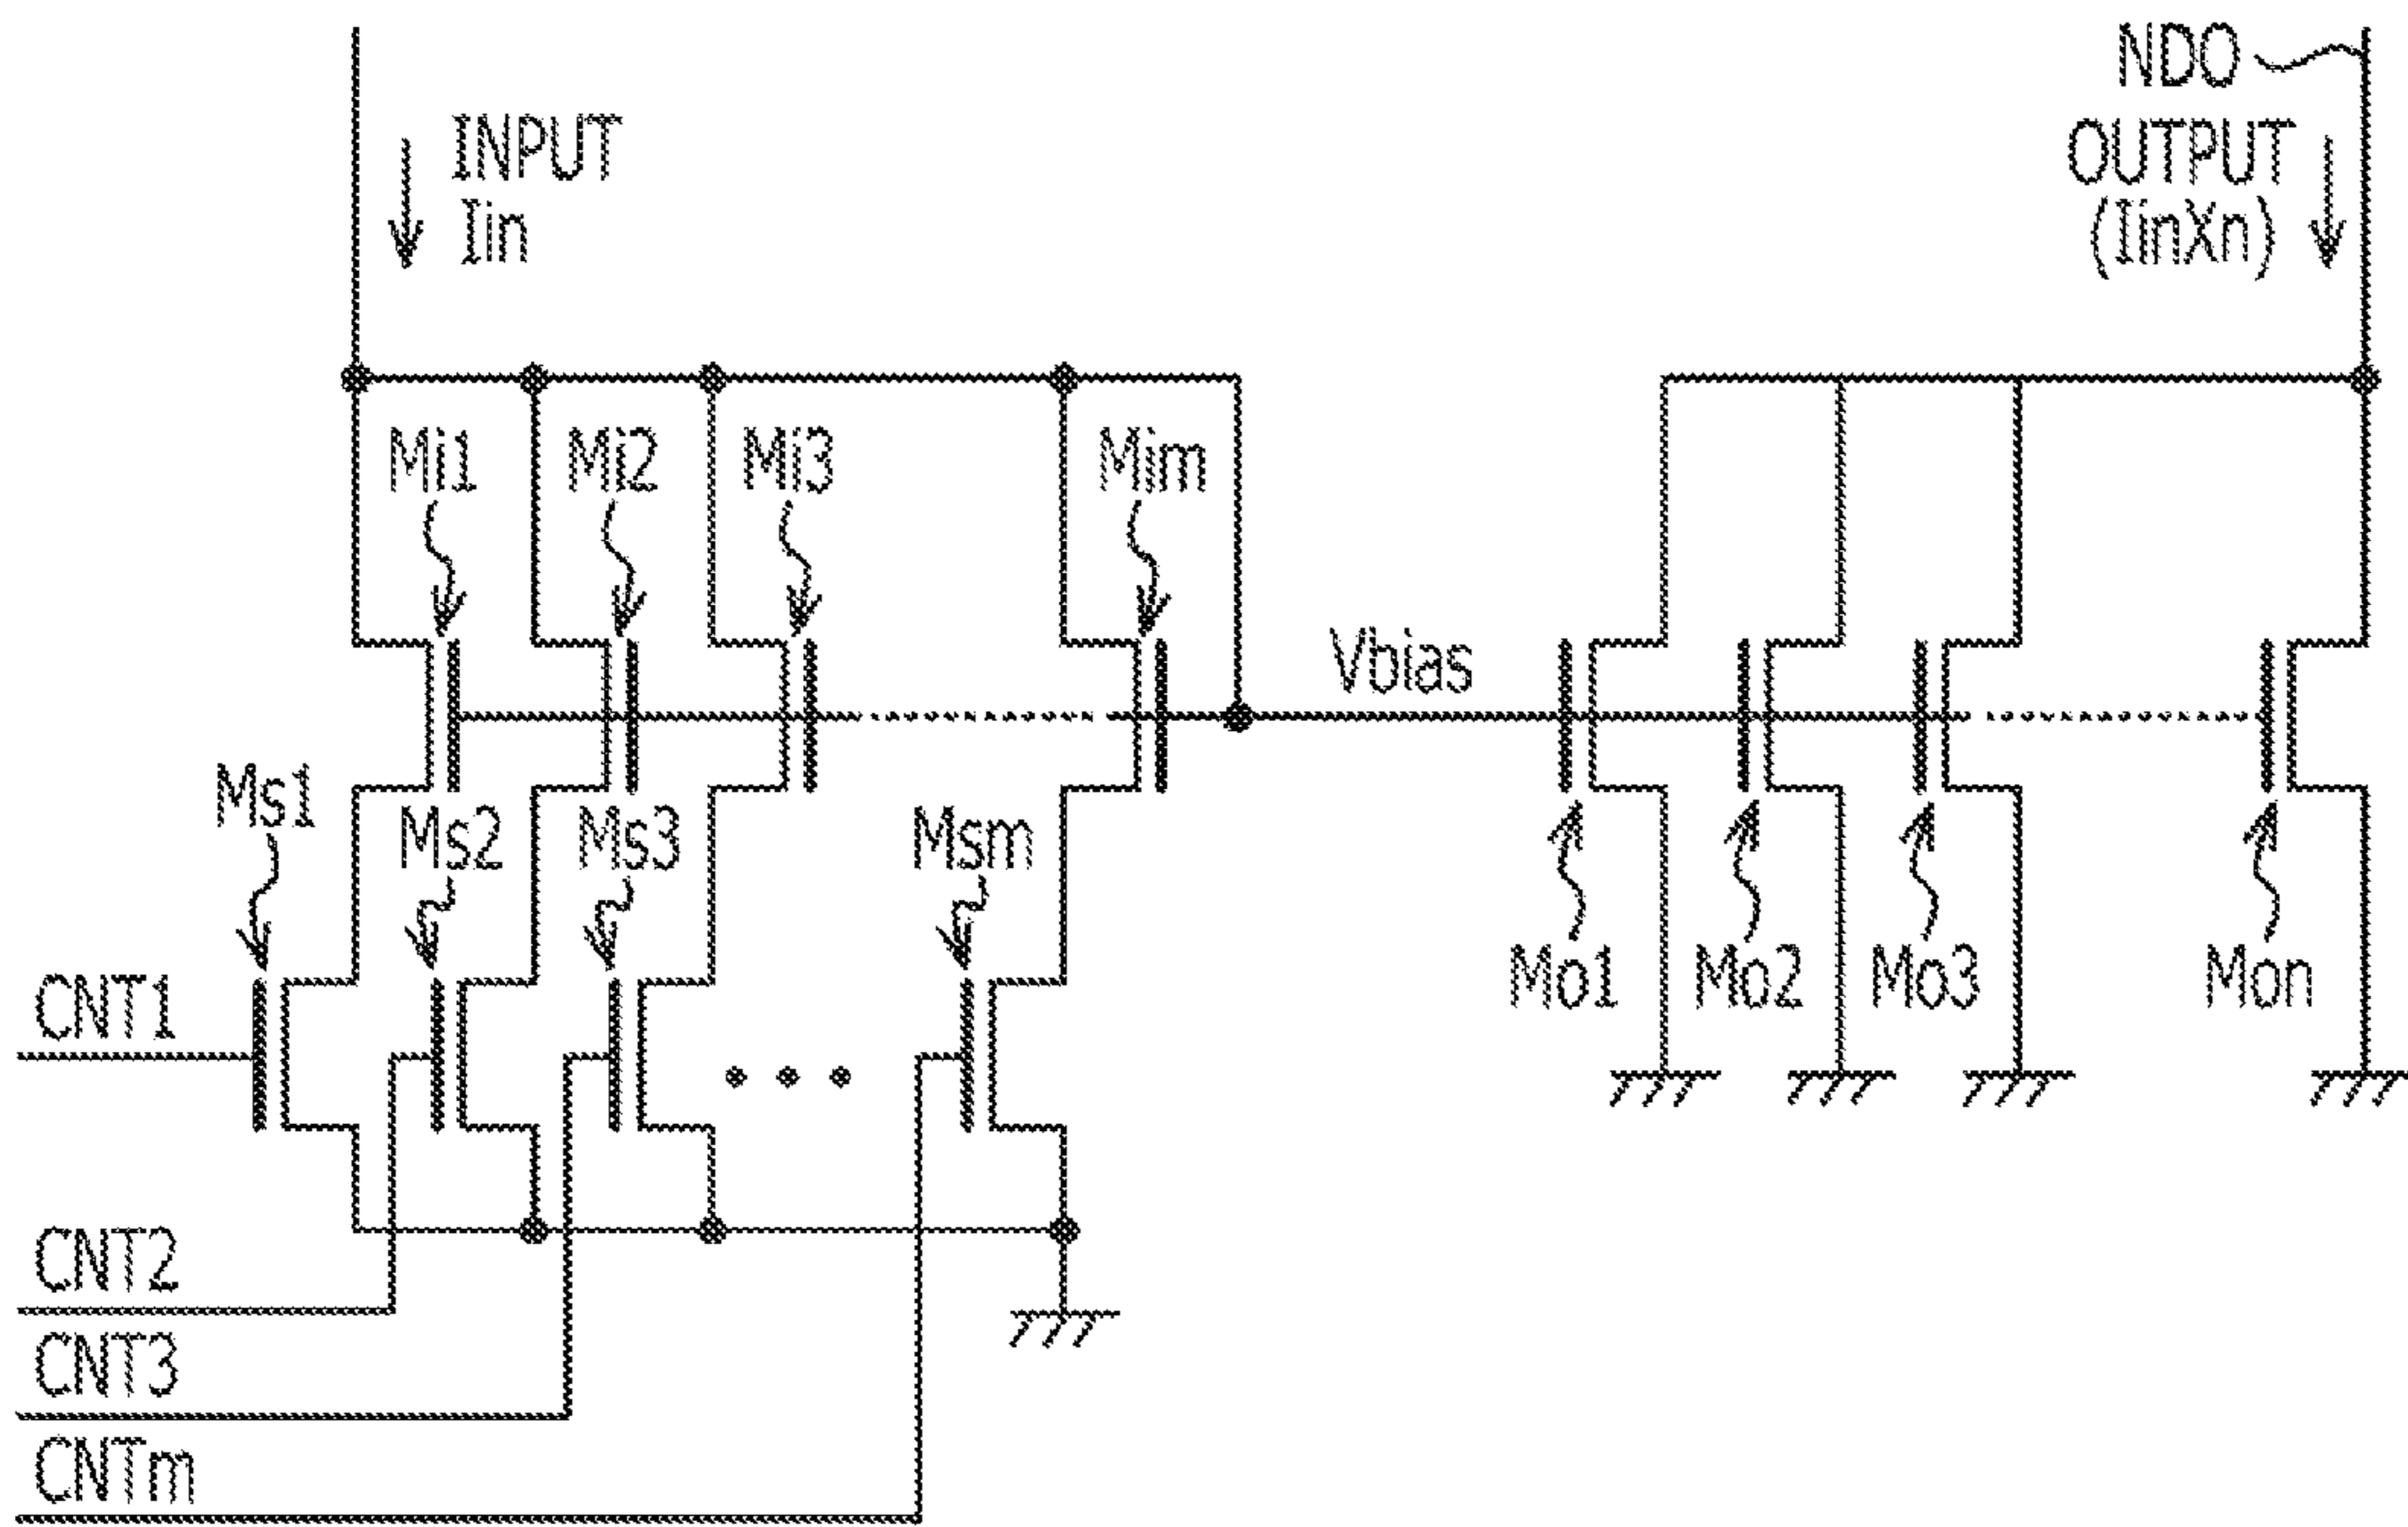 NDO
INPUT
Iin
OUTPUT
(IinXn)
Mi1
Mi2
Mi3
Mim
Vbias
Ms1
Ms2
Ms3
Msm
Mo1
Mo2
Mo3
Mon
CNT1
CNT2
CNT3
CNTm